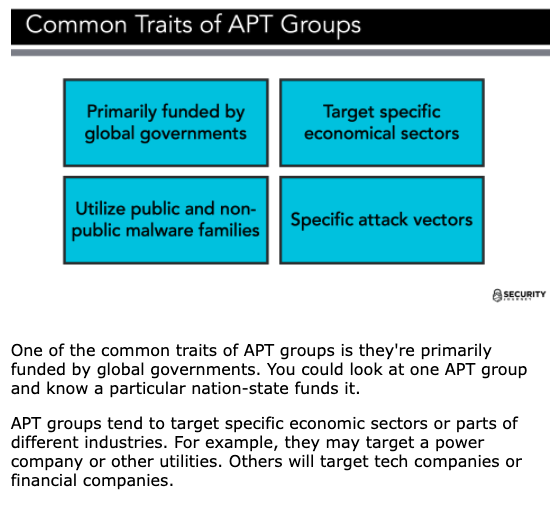 Common Traits of APT Groups
Primarily funded by
global governments
Target specific
economical sectors
Utilize public and non-
public malware families
Specific attack vectors
SECURITY
JOURNEY
One of the common traits of APT groups is they're primarily
funded by global governments. You could look at one APT group
and know a particular nation-state funds it.
APT groups tend to target specific economic sectors or parts of
different industries. For example, they may target a power
company or other utilities. Others will target tech companies or
financial companies.